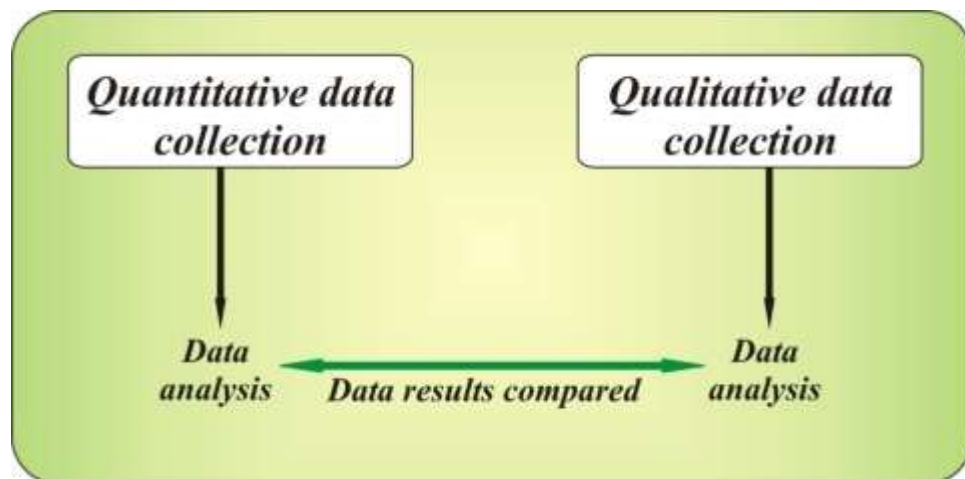 Quantitative data
collection
Qualitative data
collection
Data
analysis
Data results compared
Data
analysis